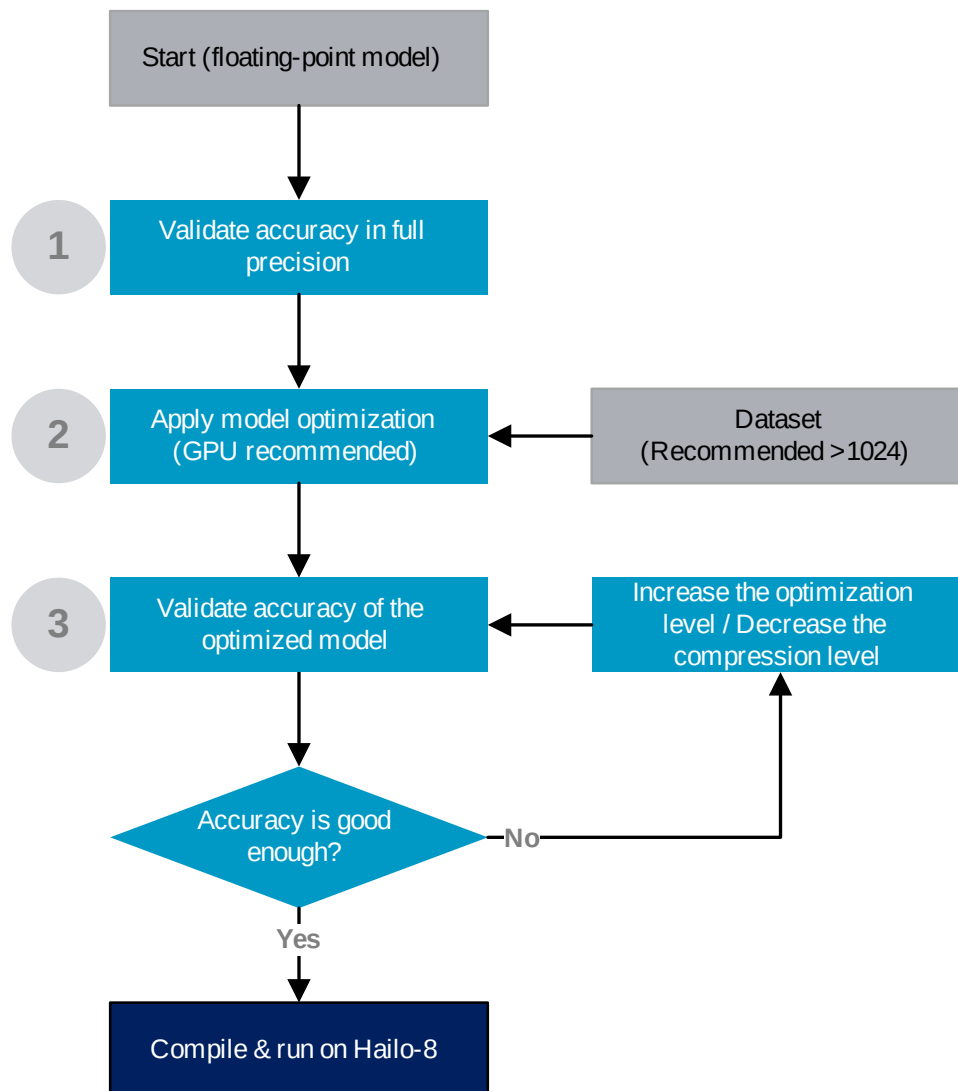 Start (floating-point model)
1
Validate accuracy in full
precision
2
Apply model optimization
(GPU recommended)
Dataset
(Recommended >1024)
3
Validate accuracy of the
optimized model
Increase the optimization
level / Decrease the
compression level
Accuracy is good
enough?
No
Yes
Compile & run on Hailo-8